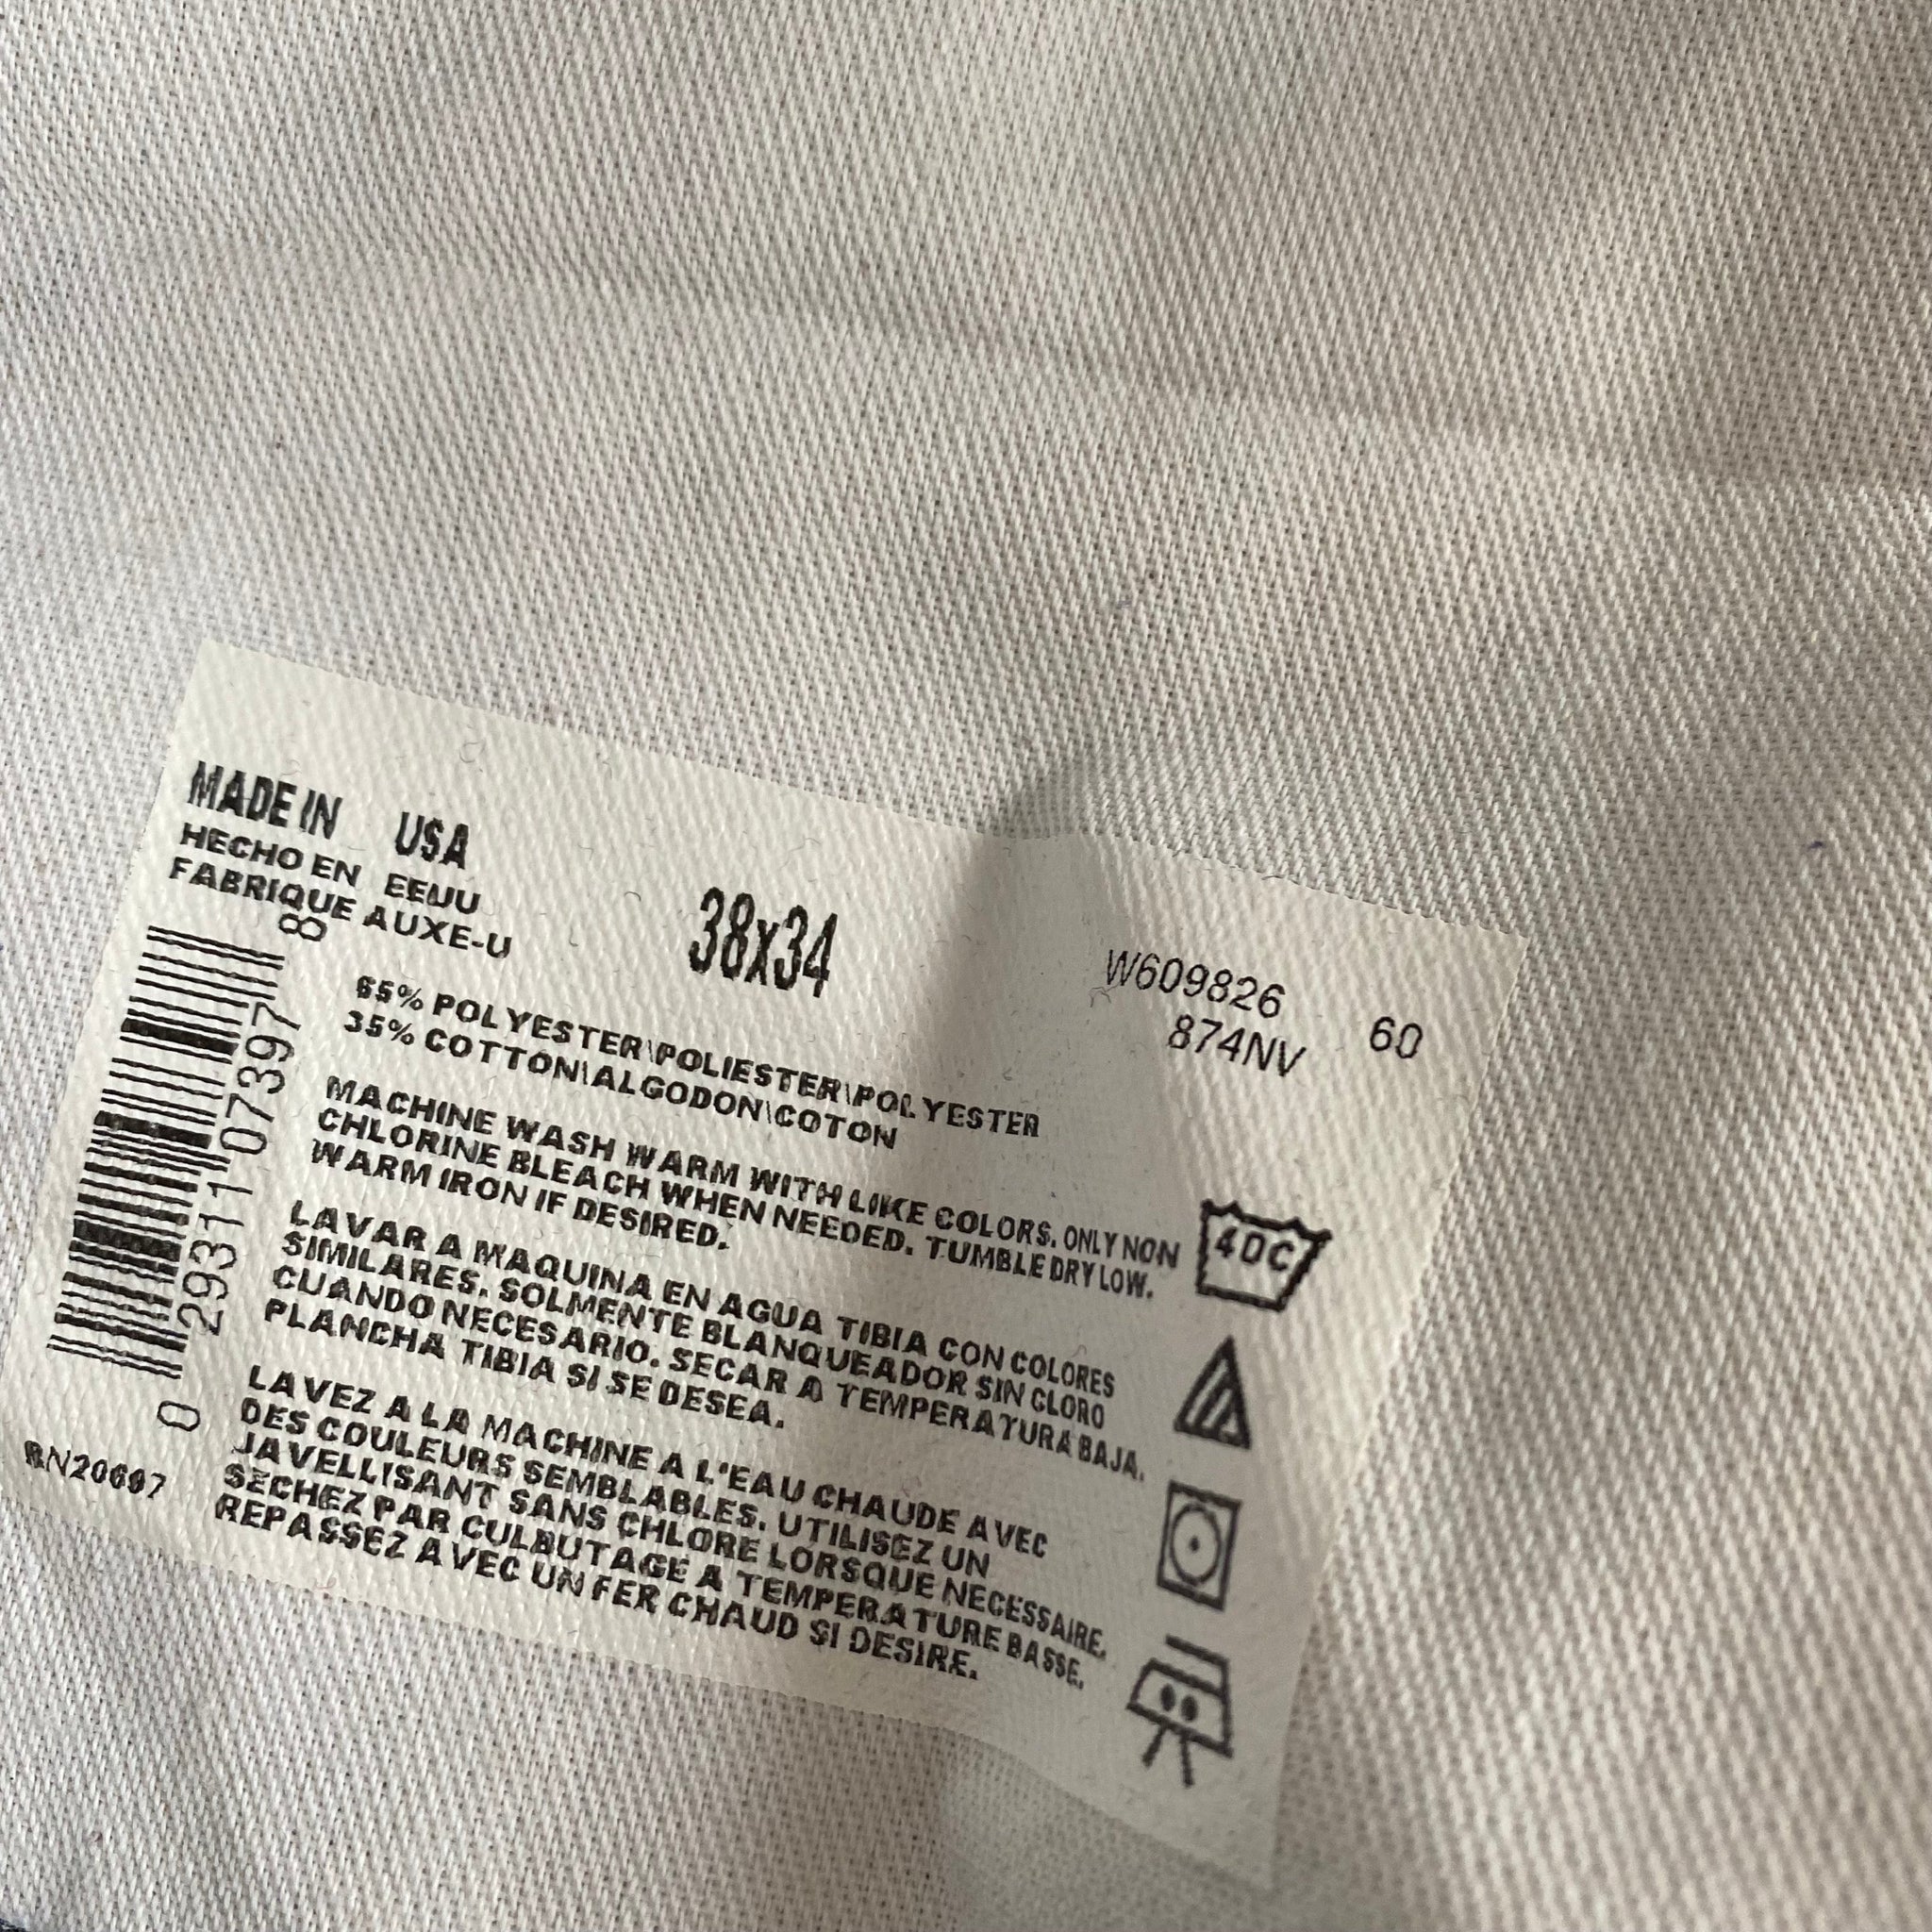 MADE IN USA
HECHO EN EEUU
FABRIQUE AUXE-U
38x34
W609826 60
874NV
65% POLYESTER\POLIESTER\POLYESTER
35% COTTON\ALGODON\COTON
MACHINE WASH WARM WITH LIKE COLORS. ONLY NON
CHLORINE BLEACH WHEN NEEDED. TUMBLE DRY LOW.
WARM IRON IF DESIRED.
LAVAR A MAQUINA EN AGUA TIBIA CON COLORES
SIMILARES. SOLMENTE BLANQUEADOR SIN CLORO
CUANDO NECESARIO. SECAR A TEMPERATURA BAJA.
PLANCHA TIBIA SI SE DESEA.
LAVEZ A LA MACHINE A L'EAU CHAUDE AVEC
DES COULEURS SEMBLABLES. UTILISEZ UN
JAVELLISANT SANS CHLORE LORSQUE NECESSAIRE.
SECHEZ PAR CULBUTAGE A TEMPERATURE BASSE.
REPASSEZ AVEC UN FER CHAUD SI DESIRE.
40C
0 29311 07397 8
RN20697